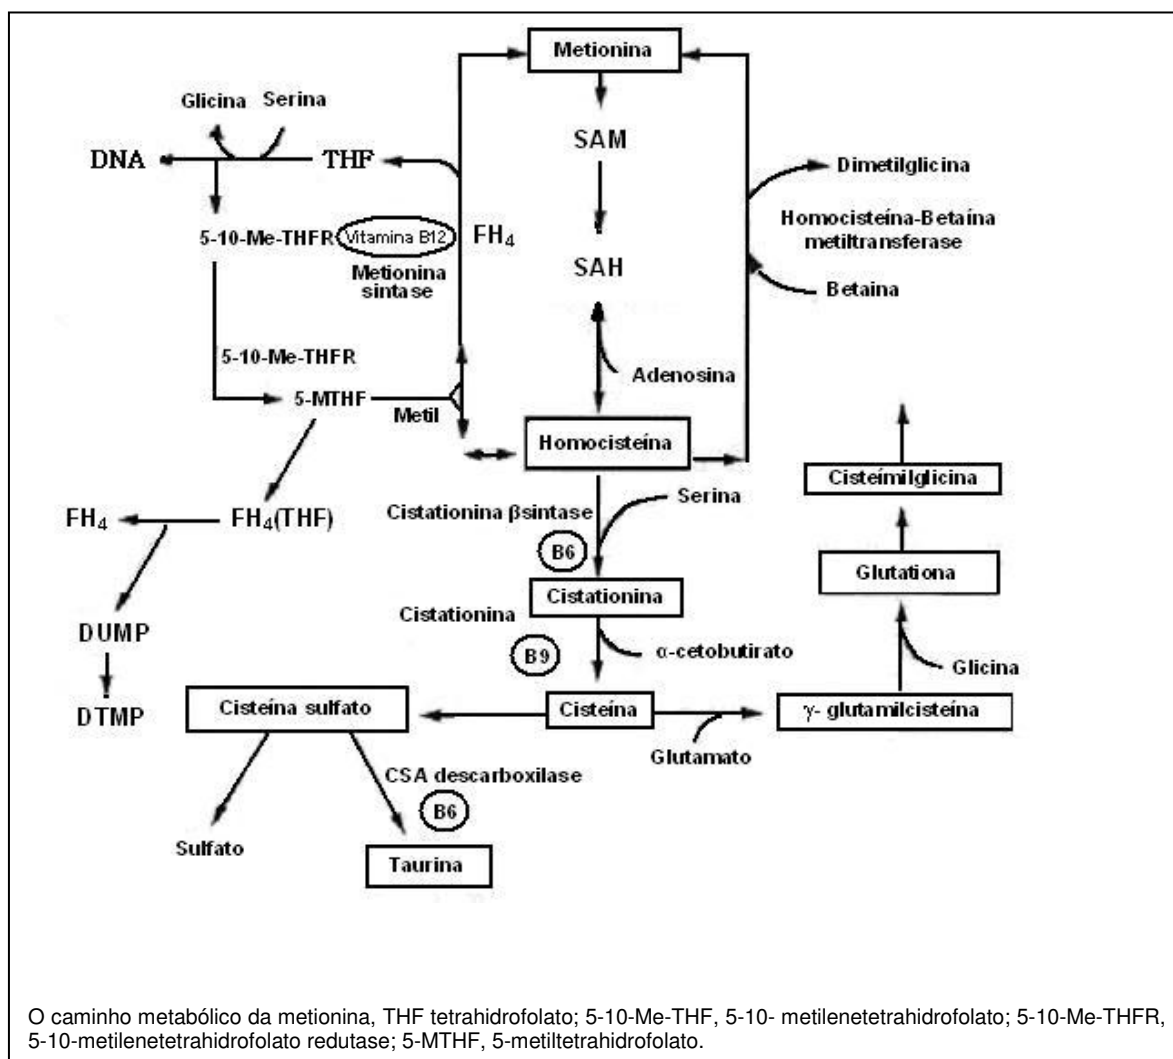 Metionina
Glicina Serina
SAM
DNA THF
Dimetilglicina
5-10-Me-THFR Vitamina B12 FH4
Homocisteína-Betaína
metiltransferase
Metionina
sintase
SAH
Betaina
5-10-Me-THFR
Adenosina
5-MTHF
Metil
Homocisteína
Cisteímilglicina
Serina
Cistationina βsintase
FH4 FH4(THF)
B6
Glutationa
Cistationina
Cistationina
DUMP
B9
α-cetobutirato
Glicina
DTMP
Cisteína sulfato
Cisteína
γ- glutamilcisteína
Glutamato
CSA descarboxilase
B6
Sulfato
Taurina
O caminho metabólico da metionina, THF tetrahidrofolato; 5-10-Me-THF, 5-10- metilenetetrahidrofolato; 5-10-Me-THFR,
5-10-metilenetetrahidrofolato redutase; 5-MTHF, 5-metiltetrahidrofolato.